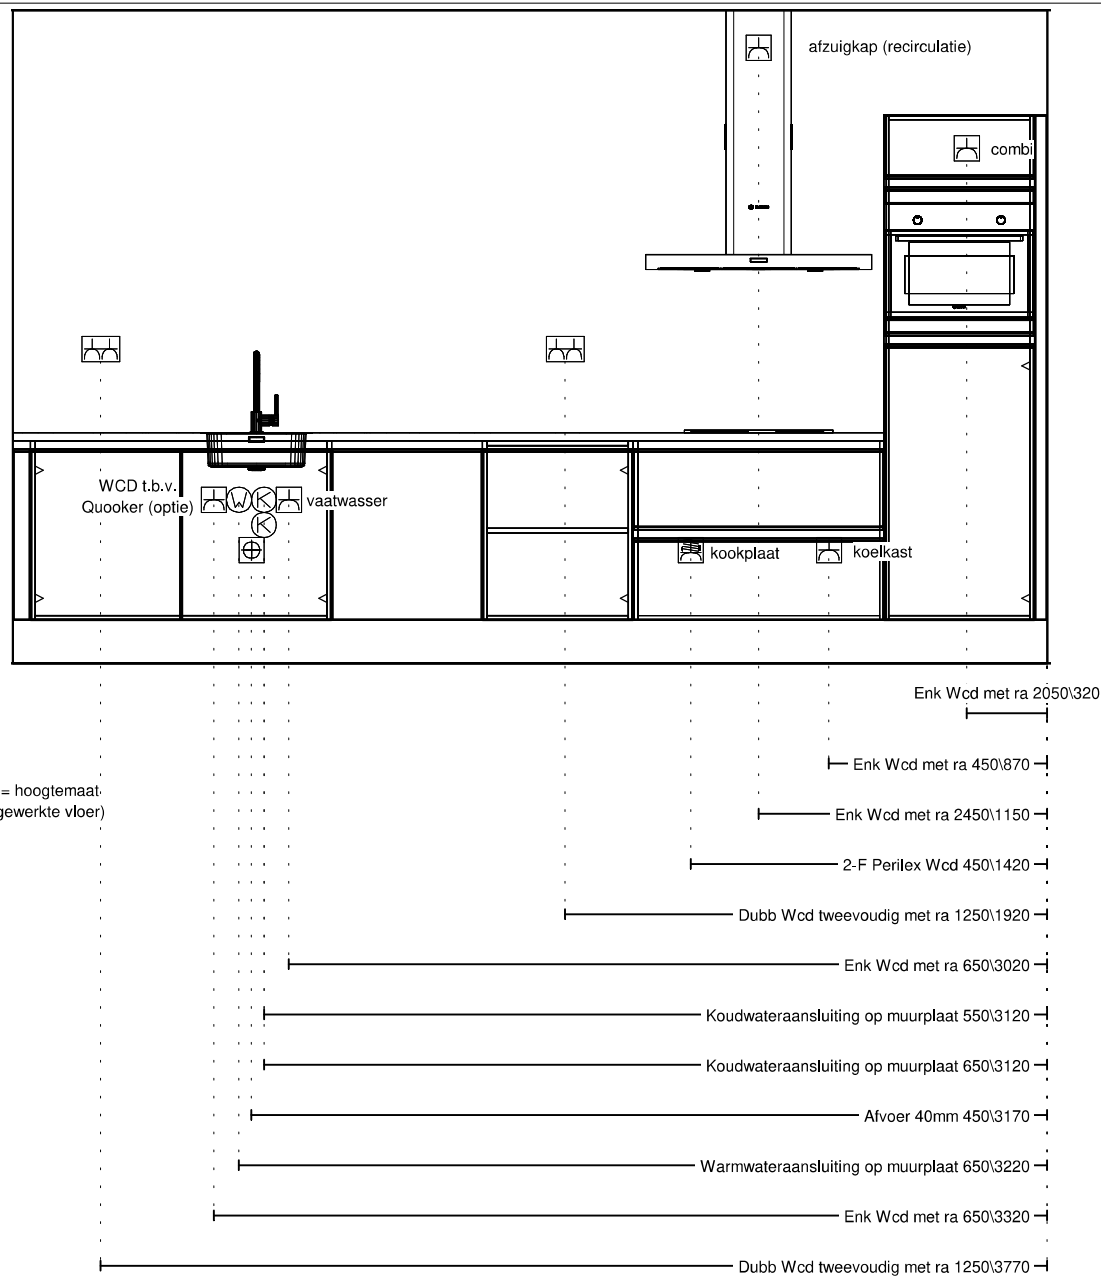 afzuigkap (recirculatie)
combi
WCD t.b.v.
Quooker (optie)
W
K
vaatwasser
K
kookplaat
koelkast
Enk Wcd met ra 2050\320
Enk Wcd met ra 450\870
= hoogtemaat
gewerkte vloer)
Enk Wcd met ra 2450\1150
2-F Perilex Wcd 450\1420
Dubb Wcd tweevoudig met ra 1250\1920
Enk Wcd met ra 650\3020
Koudwateraansluiting op muurplaat 550\3120
Koudwateraansluiting op muurplaat 650\3120
Afvoer 40mm 450\3170
Warmwateraansluiting op muurplaat 650\3220
Enk Wcd met ra 650\3320
Dubb Wcd tweevoudig met ra 1250\3770